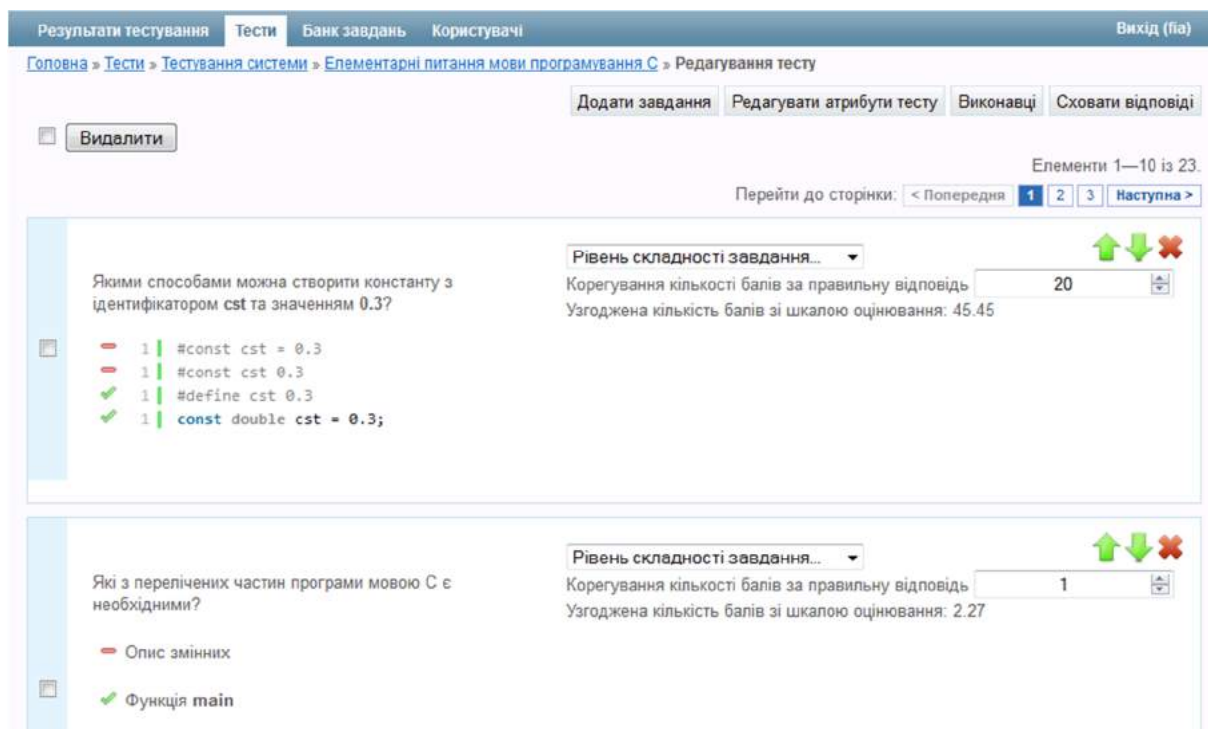 Результати тестування Тести Банк завдань Користувачі Вихід (fia)
Головна » Тести » Тестування системи » Елементарні питання мови програмування С » Редагування тесту
Додати завдання Редагувати атрибути тесту Виконавці Сховати відповіді
Видалити
Елементи 1—10 із 23.
Перейти до сторінки: < Попередня 1 2 3 Наступна >
Рівень складності завдання...
Якими способами можна створити константу з
ідентифікатором cst та значенням 0.3?
Корегування кількості балів за правильну відповідь 20
Узгоджена кількість балів зі шкалою оцінювання: 45.45
1 #const cst = 0.3
1 #const cst 0.3
1 #define cst 0.3
1 const double cst = 0.3;
Рівень складності завдання...
Які з перелічених частин програми мовою С є
необхідними?
Корегування кількості балів за правильну відповідь 1
Узгоджена кількість балів зі шкалою оцінювання: 2.27
Опис змінних
Функція main